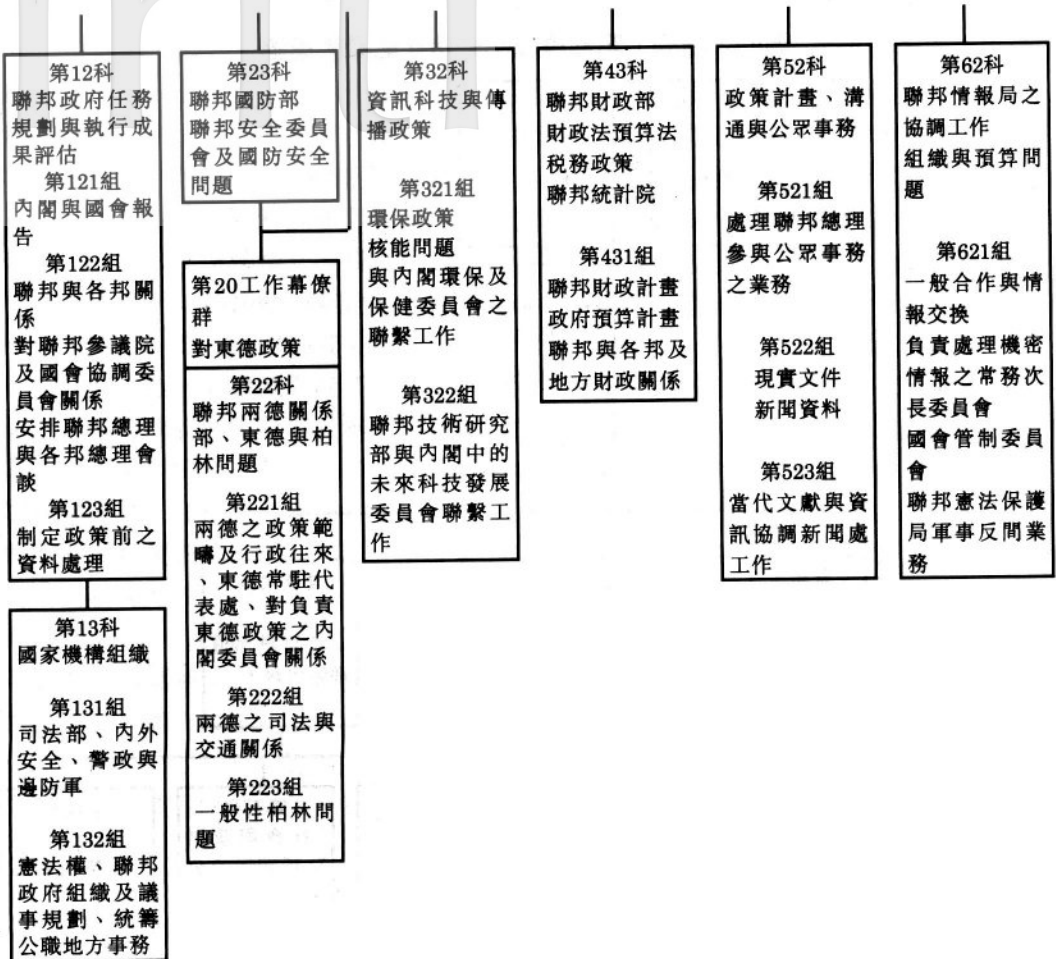 第12科
聯邦政府任務
規劃與執行成
果評估
第121組
內閣與國會報
告
第122組
聯邦與各邦關
係
對聯邦參議院
及國會協調委
員會關係
安排聯邦總理
與各邦總理會
談
第123組
制定政策前之
資料處理
第13科
國家機構組織
第131組
司法部、內外
安全、警政與
邊防軍
第132組
憲法權、聯邦
政府組織及議
事規劃、統籌
公職地方事務
第23科
聯邦國防部
聯邦安全委員
會及國防安全
問題
第20工作幕僚
群
對東德政策
第22科
聯邦兩德關係
部、東德與柏
林問題
第221組
兩德之政策範
疇及行政往來
、東德常駐代
表處、對負責
東德政策之內
閣委員會關係
第222組
兩德之司法與
交通關係
第223組
一般性柏林問
題
第32科
資訊科技與傳
播政策
第321組
環保政策
核能問題
與內閣環保及
保健委員會之
聯繫工作
第322組
聯邦技術研究
部與內閣中的
未來科技發展
委員會聯繫工
作
第43科
聯邦財政部
財政法預算法
稅務政策
聯邦統計院
第431組
聯邦財政計畫
政府預算計畫
聯邦與各邦及
地方財政關係
第52科
政策計畫、溝
通與公眾事務
第521組
處理聯邦總理
參與公眾事務
之業務
第522組
現實文件
新聞資料
第523組
當代文獻與資
訊協調新聞處
工作
第62科
聯邦情報局之
協調工作
組織與預算問
題
第621組
一般合作與情
報交換
負責處理機密
情報之常務次
長委員會
國會管制委員
會
聯邦憲法保護
局軍事反間業
務